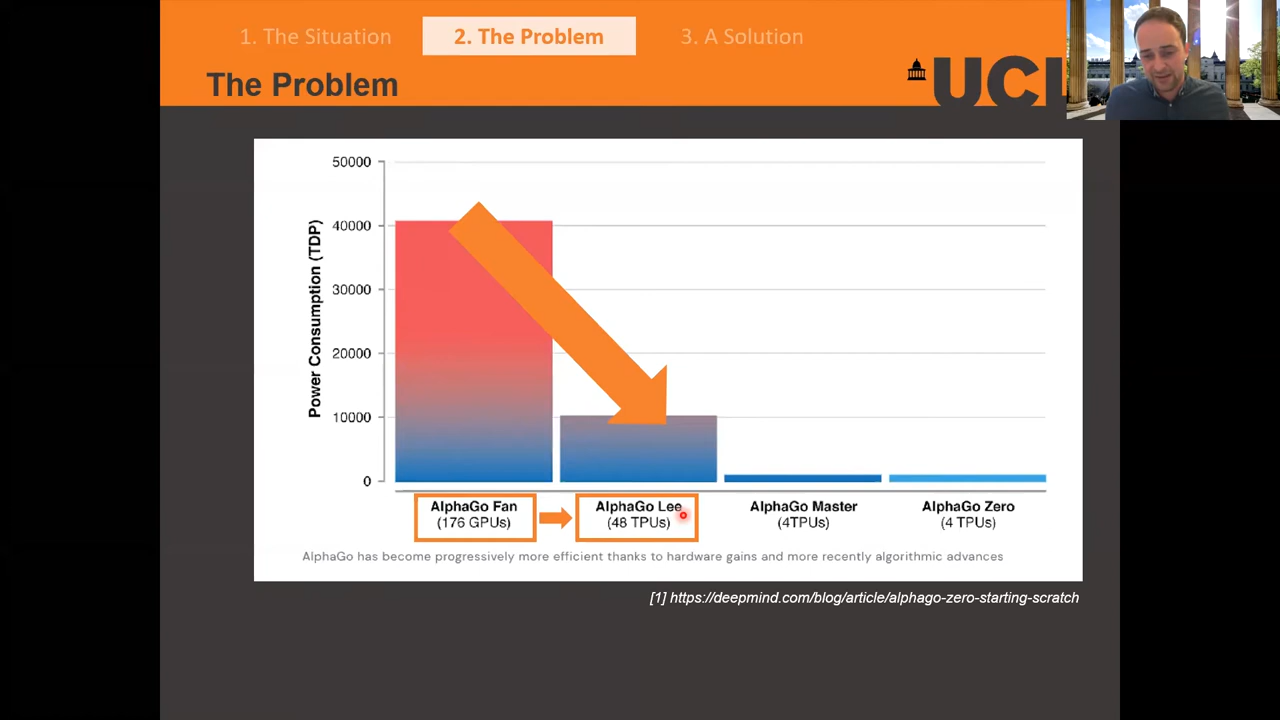 1. The Situation
2. The Problem
3. A Solution
The Problem
UCL
50000
40000
30000
20000
10000
0
Power Consumption (TDP)
AlphaGo Fan
(176 GPUs)
AlphaGo Lee
(48 TPUs)
AlphaGo Master
(4TPUs)
AlphaGo Zero
(4 TPUs)
AlphaGo has become progressively more efficient thanks to hardware gains and more recently algorithmic advances
[1] https://deepmind.com/blog/article/alphago-zero-starting-scratch